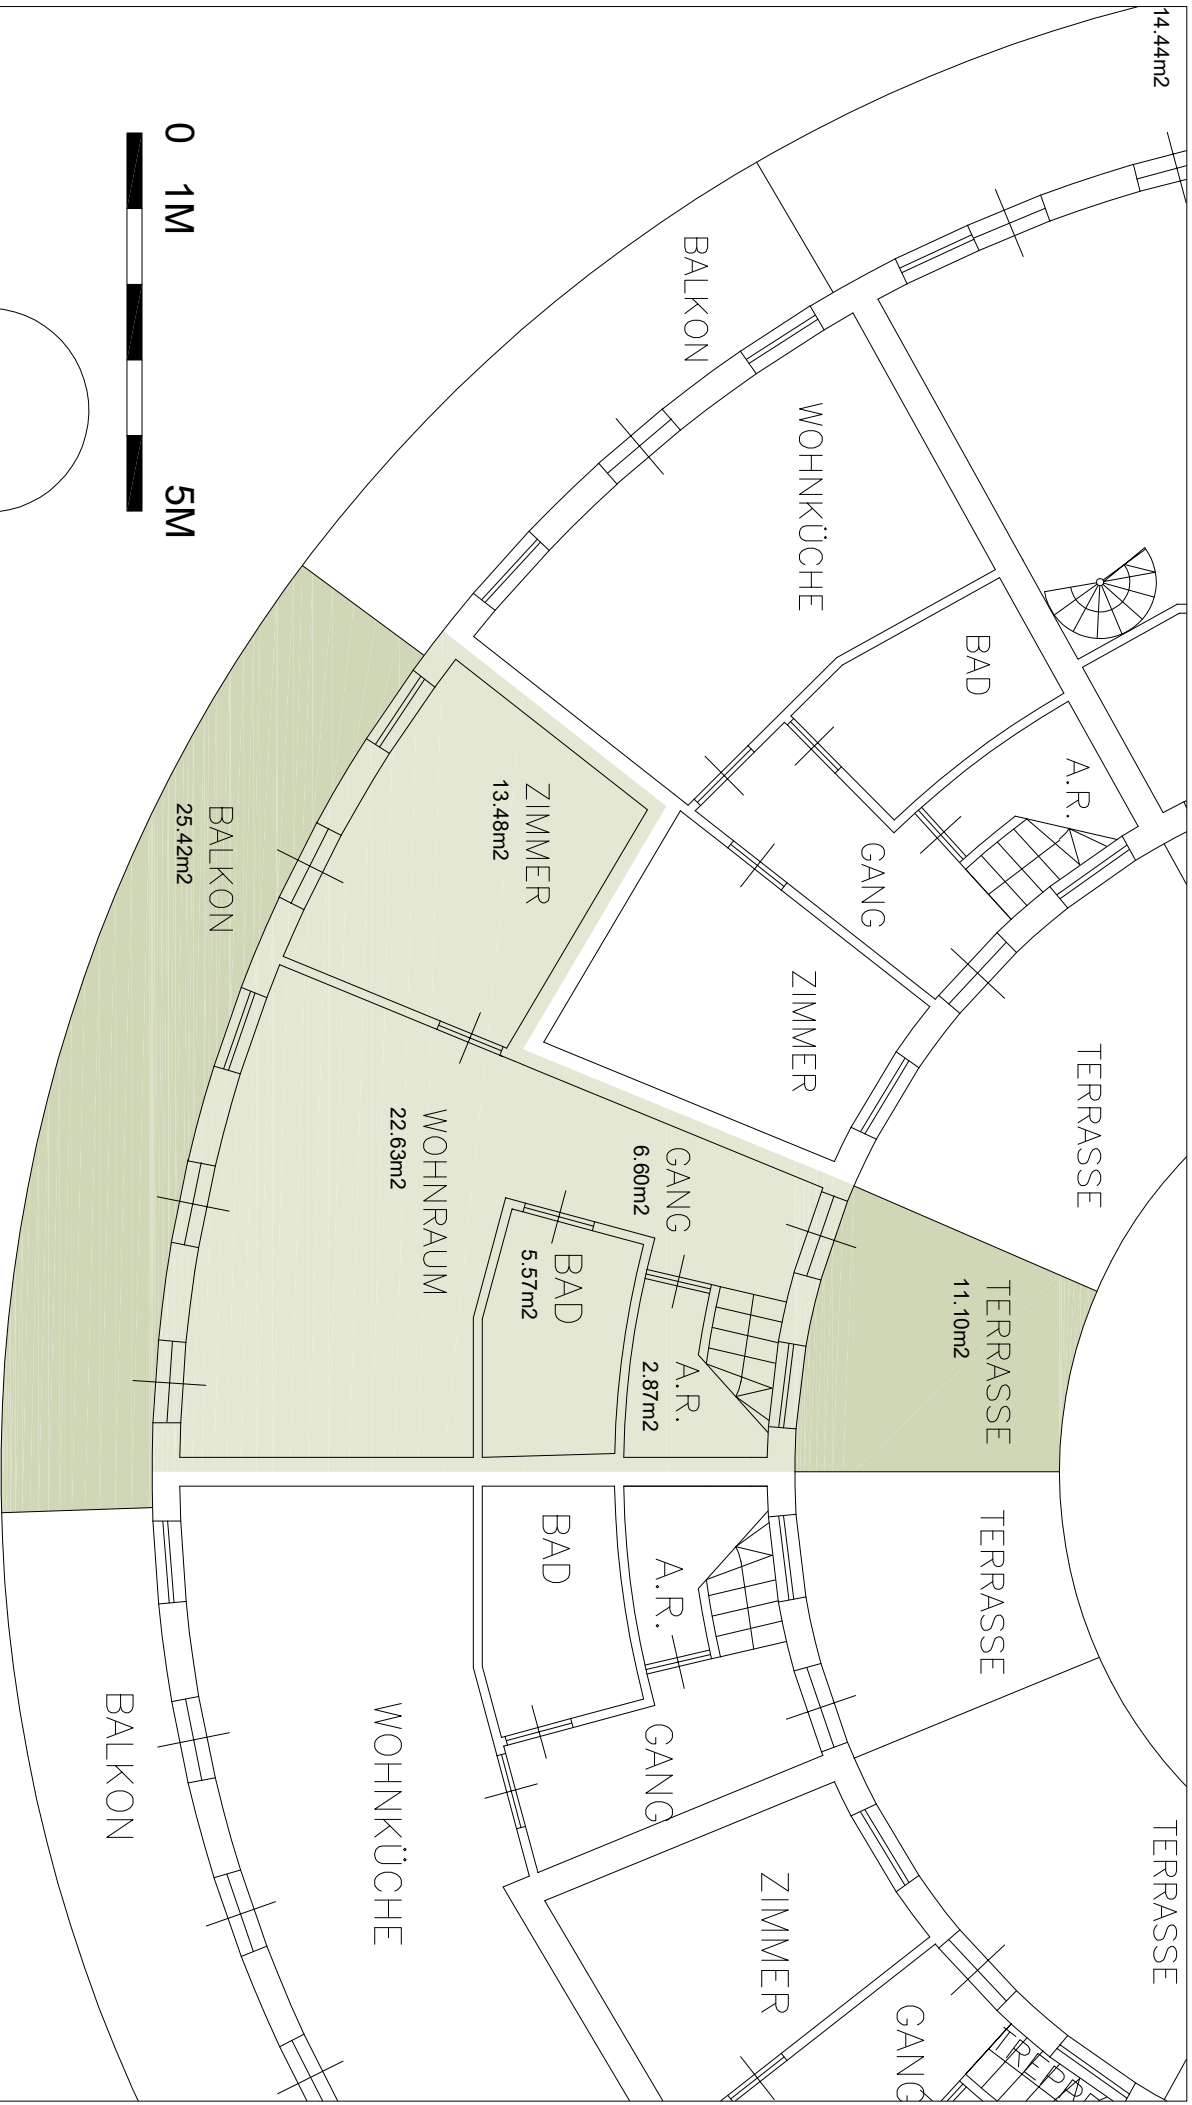 14.44m2
0 1M 5M
BALKON
WOHNKÜCHE
BAD
A.R.
GANG
ZIMMER
TERRASSE
ZIMMER
13.48m2
BALKON
25.42m2
WOHNRAUM
22.63m2
GANG
6.60m2
BAD
5.57m2
A.R.
2.87m2
TERRASSE
11.10m2
TERRASSE
BAD
A.R.
GANG
WOHNKÜCHE
BALKON
ZIMMER
TERRASSE
GANG
TREPPE